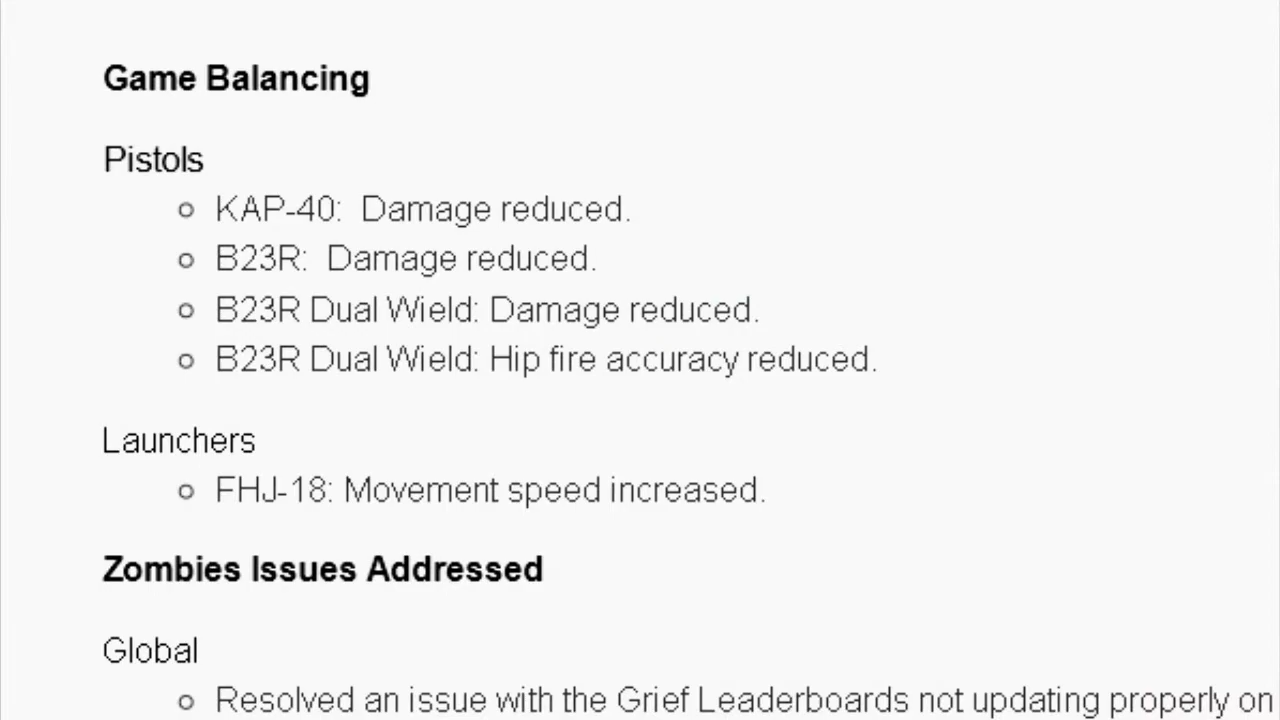 Game Balancing
Pistols
KAP-40:  Damage reduced.
B23R:  Damage reduced.
B23R Dual Wield: Damage reduced.
B23R Dual Wield: Hip fire accuracy reduced.
Launchers
FHJ-18: Movement speed increased.
Zombies Issues Addressed
Global
Resolved an issue with the Grief Leaderboards not updating properly on